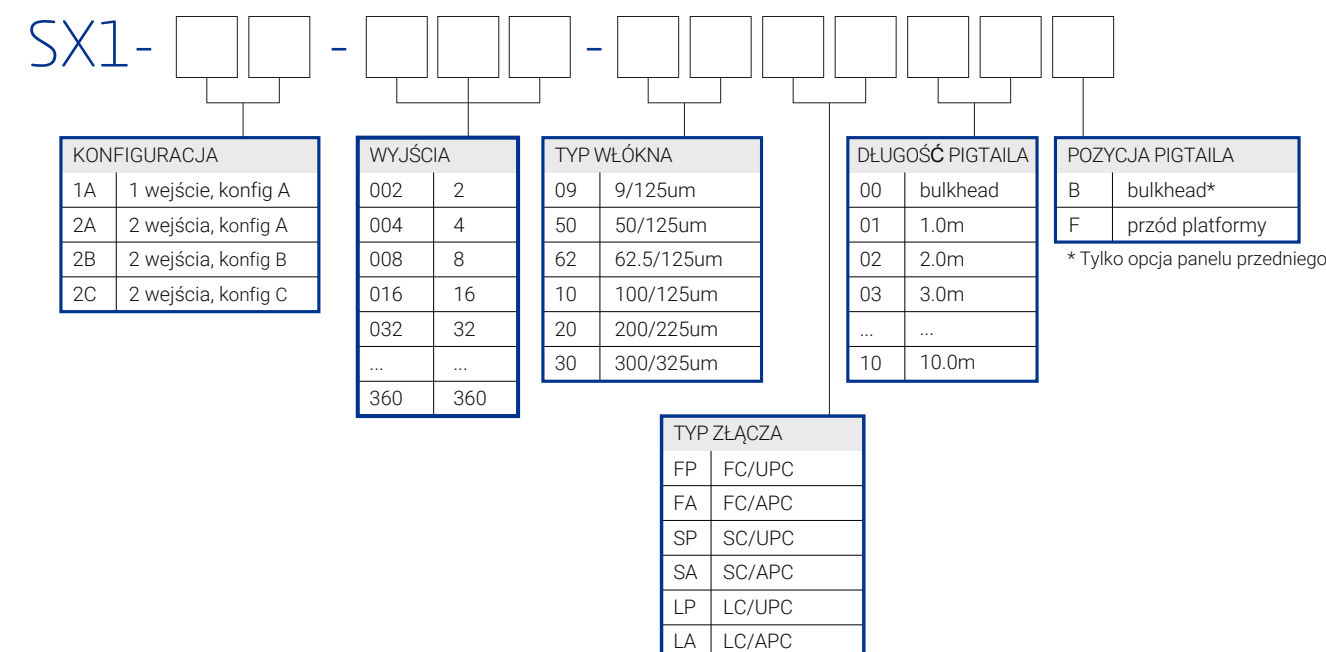 SX1- - -
KONFIGURACJA
1A 1 wejście, konfig A
2A 2 wejścia, konfig A
2B 2 wejścia, konfig B
2C 2 wejścia, konfig C
WYJŚCIA
002 2
004 4
008 8
016 16
032 32
... ...
360 360
TYP WŁÓKNA
09 9/125um
50 50/125um
62 62.5/125um
10 100/125um
20 200/225um
30 300/325um
TYP ZŁĄCZA
FP FC/UPC
FA FC/APC
SP SC/UPC
SA SC/APC
LP LC/UPC
LA LC/APC
DŁUGOŚĆ PIGTAILA
00 bulkhead
01 1.0m
02 2.0m
03 3.0m
... ...
10 10.0m
POZYCJA PIGTAILA
B bulkhead*
F przód platformy
* Tylko opcja panelu przedniego